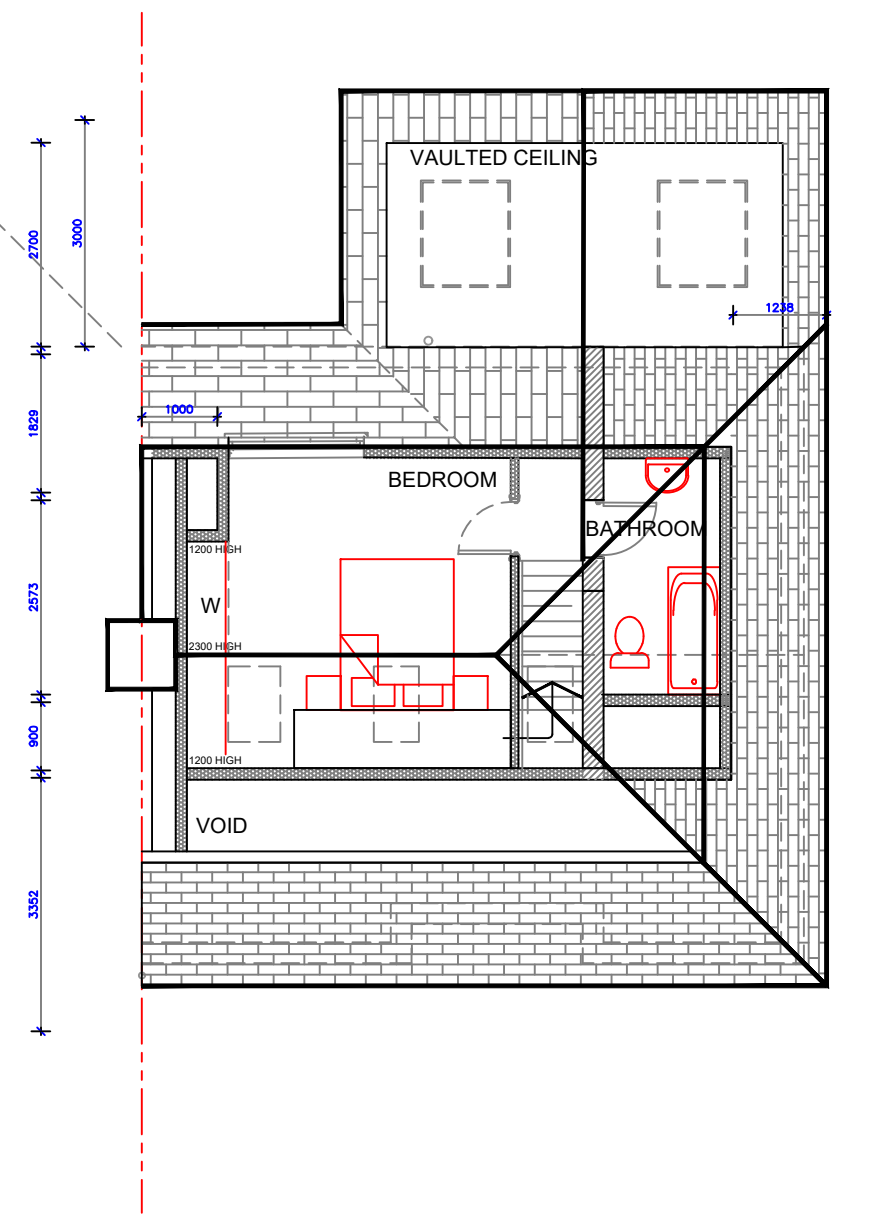 VAULTED CEILING
2700
3000
1238
1000
1829
BEDROOM
BATHROOM
1200 HIGH
2573
W
2300 HIGH
900
1200 HIGH
VOID
3352